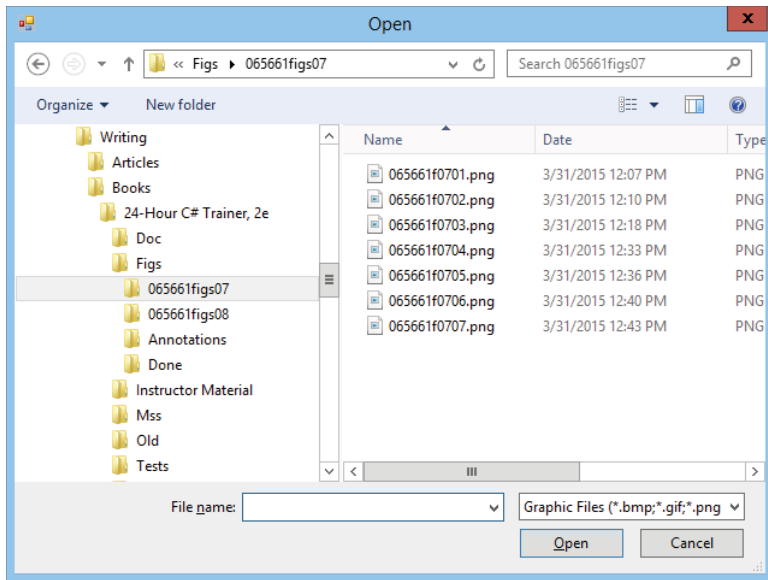 Open
x
« Figs 065661figs07
Search 065661figs07
Organize
New folder
Writing
Articles
Books
24-Hour C# Trainer, 2e
Doc
Figs
065661figs07
065661figs08
Annotations
Done
Instructor Material
Mss
Old
Tests
Name Date Type
065661f0701.png 3/31/2015 12:07 PM PNG
065661f0702.png 3/31/2015 12:10 PM PNG
065661f0703.png 3/31/2015 12:18 PM PNG
065661f0704.png 3/31/2015 12:33 PM PNG
065661f0705.png 3/31/2015 12:36 PM PNG
065661f0706.png 3/31/2015 12:40 PM PNG
065661f0707.png 3/31/2015 12:43 PM PNG
File name:
Graphic Files (*.bmp;*.gif;*.png
Open
Cancel